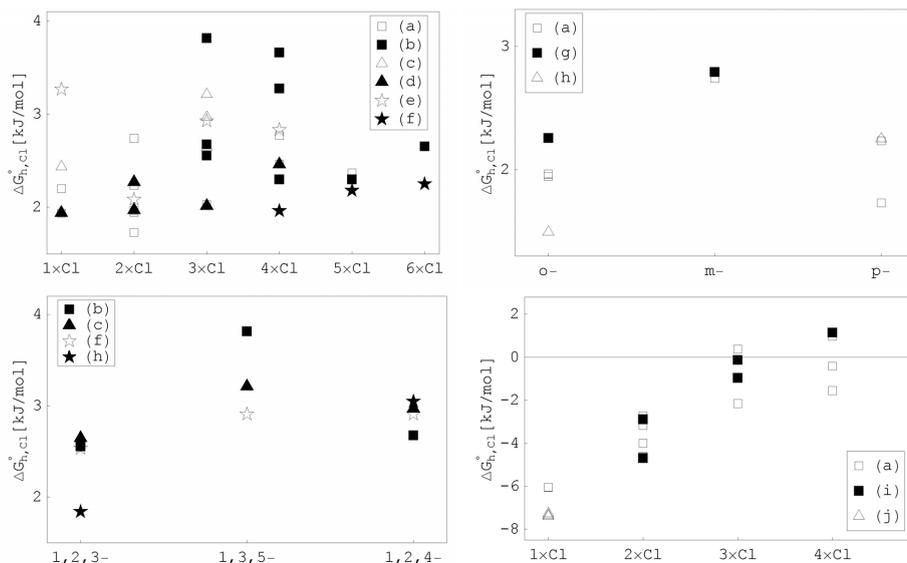 4
3
2
ΔG°h,Cl[kJ/mol]
1×Cl 2×Cl 3×Cl 4×Cl 5×Cl 6×Cl
(a)
(b)
(c)
(d)
(e)
(f)
3
2
ΔG°h,Cl[kJ/mol]
o- m- p-
(a)
(g)
(h)
4
3
2
ΔG°h,Cl[kJ/mol]
1,2,3- 1,3,5- 1,2,4-
(b)
(c)
(f)
(h)
2
0
-2
-4
-6
-8
ΔG°h,Cl[kJ/mol]
1×Cl 2×Cl 3×Cl 4×Cl
(a)
(i)
(j)